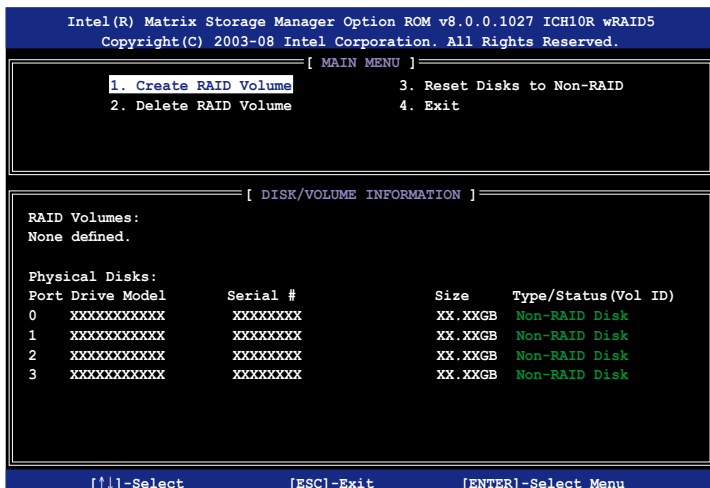 Intel(R) Matrix Storage Manager Option ROM v8.0.0.1027 ICH10R wRAID5
Copyright(C) 2003-08 Intel Corporation. All Rights Reserved.
[ MAIN MENU ]
1. Create RAID Volume 3. Reset Disks to Non-RAID
2. Delete RAID Volume 4. Exit
[ DISK/VOLUME INFORMATION ]
RAID Volumes:
None defined.
Physical Disks:
Port Drive Model Serial # Size Type/Status(Vol ID)
0 XXXXXXXXXXX XXXXXXXX XX.XXGB Non-RAID Disk
1 XXXXXXXXXXX XXXXXXXX XX.XXGB Non-RAID Disk
2 XXXXXXXXXXX XXXXXXXX XX.XXGB Non-RAID Disk
3 XXXXXXXXXXX XXXXXXXX XX.XXGB Non-RAID Disk
[↑↓]-Select [ESC]-Exit [ENTER]-Select Menu